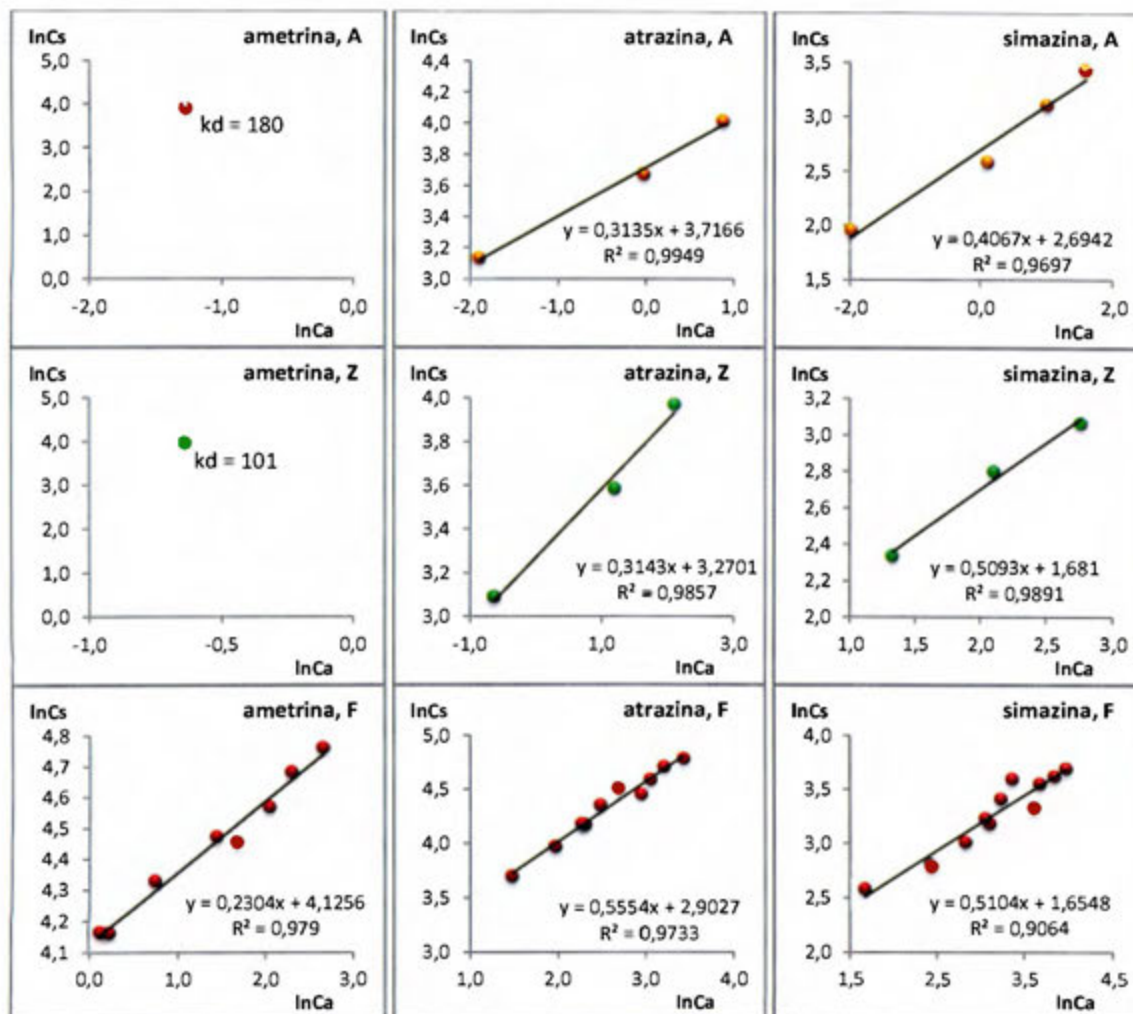 lnCs ametrina, A
5,0
4,0
3,0
2,0
1,0
0,0
kd = 180
-2,0 -1,0 0,0
lnCa
lnCs atrazina, A
4,4
4,2
4,0
3,8
3,6
3,4
3,2
3,0
y = 0,3135x + 3,7166
R² = 0,9949
-2,0 -1,0 0,0 1,0
lnCa
lnCs simazina, A
3,5
3,0
2,5
2,0
1,5
y = 0,4067x + 2,6942
R² = 0,9697
-2,0 0,0 2,0
lnCa
lnCs ametrina, Z
5,0
4,0
3,0
2,0
1,0
0,0
kd = 101
-1,0 -0,5 0,0
lnCa
lnCs atrazina, Z
4,0
3,8
3,6
3,4
3,2
3,0
y = 0,3143x + 3,2701
R² = 0,9857
-1,0 1,0 3,0
lnCa
lnCs simazina, Z
3,2
3,0
2,8
2,6
2,4
2,2
2,0
y = 0,5093x + 1,681
R² = 0,9891
1,0 1,5 2,0 2,5 3,0
lnCa
lnCs ametrina, F
4,8
4,7
4,6
4,5
4,4
4,3
4,2
4,1
y = 0,2304x + 4,1256
R² = 0,979
0,0 1,0 2,0 3,0
lnCa
lnCs atrazina, F
5,0
4,5
4,0
3,5
3,0
y = 0,5554x + 2,9027
R² = 0,9733
1,0 2,0 3,0 4,0
lnCa
lnCs simazina, F
4,0
3,5
3,0
2,5
2,0
y = 0,5104x + 1,6548
R² = 0,9064
1,5 2,5 3,5 4,5
lnCa